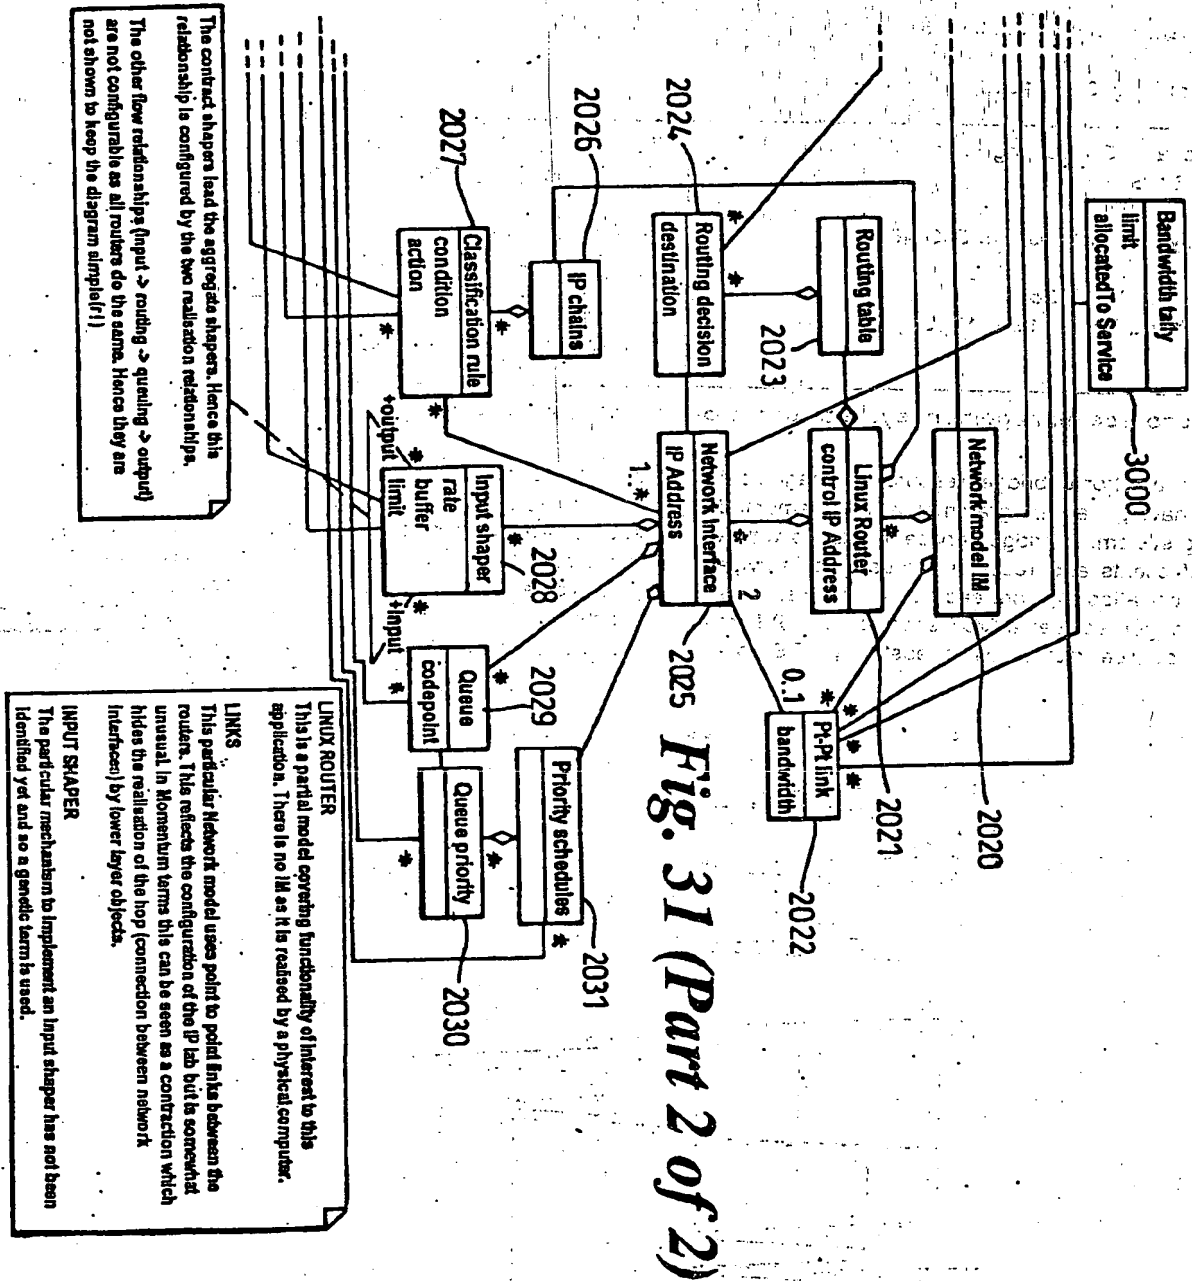 Bandwidth tally
limit
allocatedTo Service
3000
Network model IM
2020
Linux Router
control IP Address
2021
Pt-Pt link
bandwidth
2022
0..1
*
*
*
*
*
Routing table
2023
Routing decision
destination
2024
*
*
Network Interface
IP Address
2025
*
2
1..*
IP chains
2026
Classification rule
condition
action
2027
*
*
*
Input shaper
rate
buffer
limit
2028
*
+output
*
+Input
*
Queue
codepoint
2029
*
*
Queue priority
2030
*
*
Priority schedules
2031
*
Fig. 31 (Part 2 of 2)
The contract shapers lead the aggregate shapers. Hence this
relationship is configured by the two realisation relationships.
The other flow relationships (input -> routing -> queuing -> output)
are not configurable as all routers do the same. Hence they are
not shown to keep the diagram simple(r!)
LINUX ROUTER
This is a partial model covering functionality of interest to this
application. There is no IM as it is realised by a physical computer.
LINKS
This particular Network model uses point to point links between the
routers. This reflects the configuration of the IP lab but is somewhat
unusual. In Momentum terms this can be seen as a contraction which
hides the realisation of the hop (connection between network
interfaces) by lower layer objects.
INPUT SHAPER
The particular mechanism to implement an input shaper has not been
identified yet and so a genetic term is used.